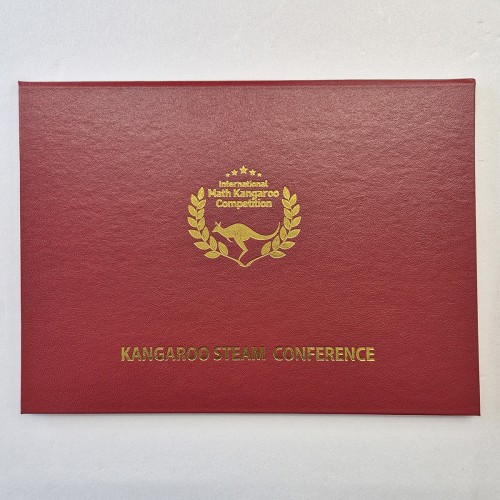 International
Math Kangaroo
Competition
KANGAROO STEAM CONFERENCE